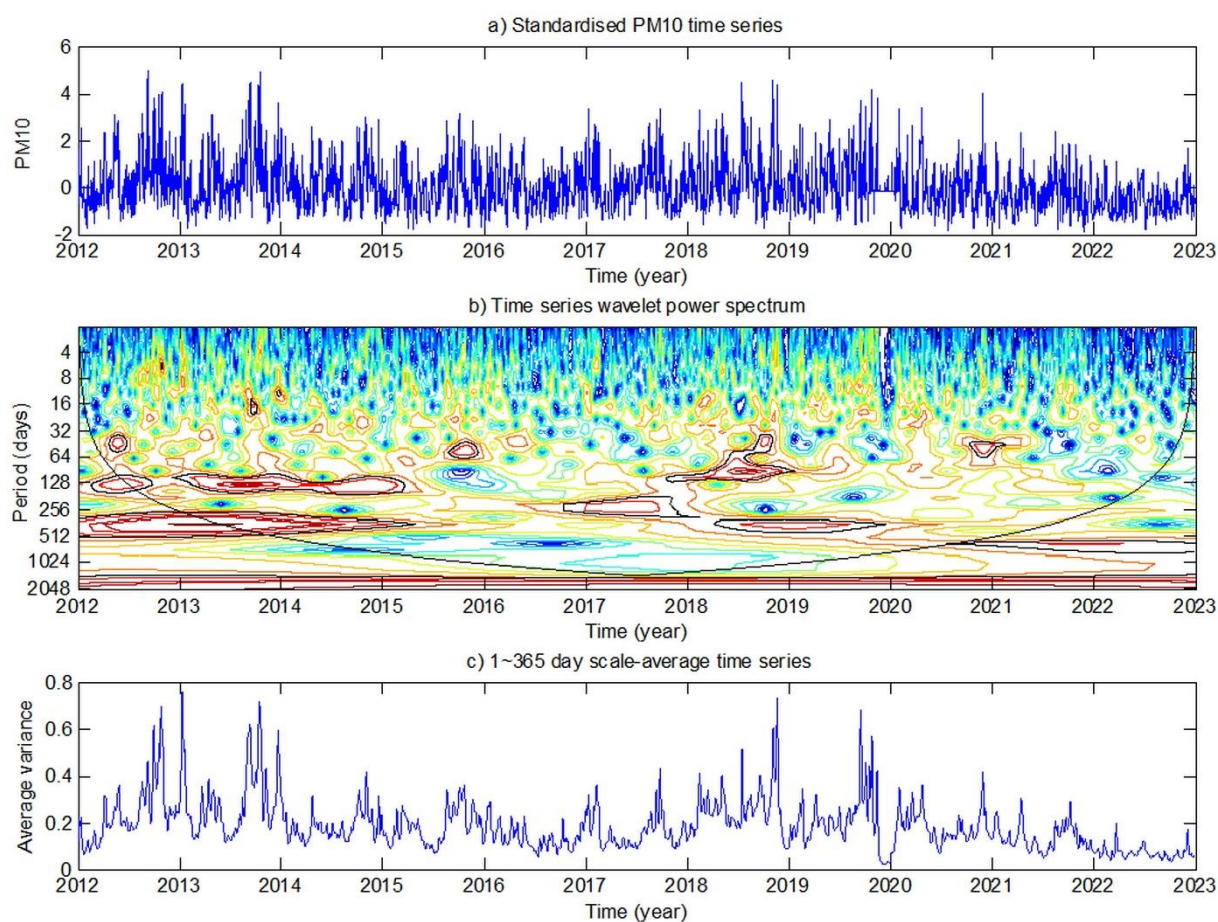 a) Standardised PM10 time series
6
4
2
0
-2
PM10
2012 2013 2014 2015 2016 2017 2018 2019 2020 2021 2022 2023
Time (year)
b) Time series wavelet power spectrum
4
8
16
32
64
128
256
512
1024
2048
Period (days)
2012 2013 2014 2015 2016 2017 2018 2019 2020 2021 2022 2023
Time (year)
c) 1~365 day scale-average time series
0.8
0.6
0.4
0.2
0
Average variance
2012 2013 2014 2015 2016 2017 2018 2019 2020 2021 2022 2023
Time (year)